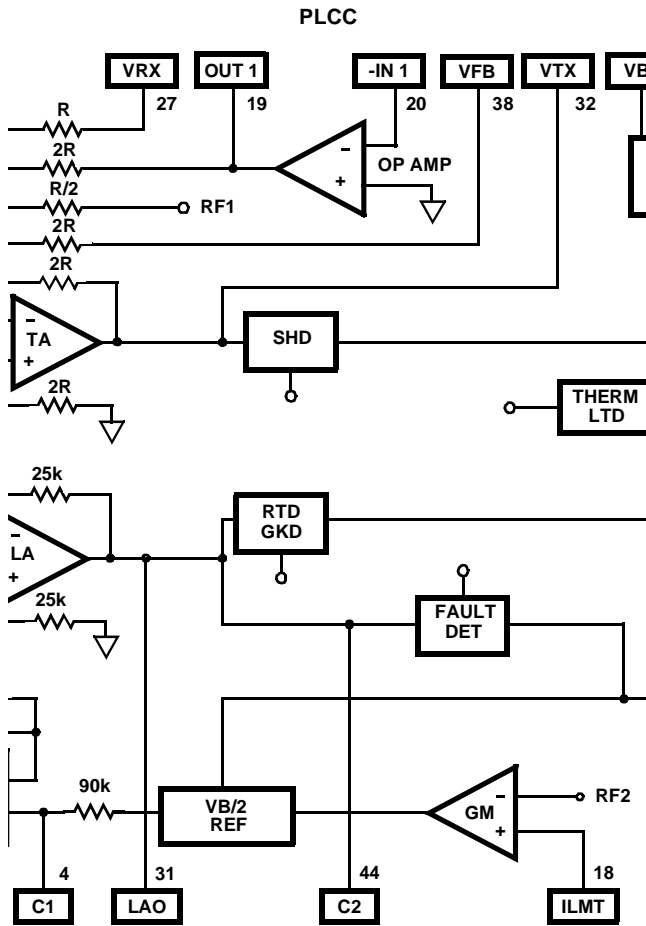 PLCC
VRX
OUT 1
-IN 1
VFB
VTX
VB
27
19
20
38
32
R
2R
R/2
RF1
2R
2R
−
+
OP AMP
−
TA
+
SHD
2R
THERM
LTD
25k
−
LA
+
RTD
GKD
25k
FAULT
DET
90k
VB/2
REF
GM
−
+
RF2
4
31
44
18
C1
LAO
C2
ILMT